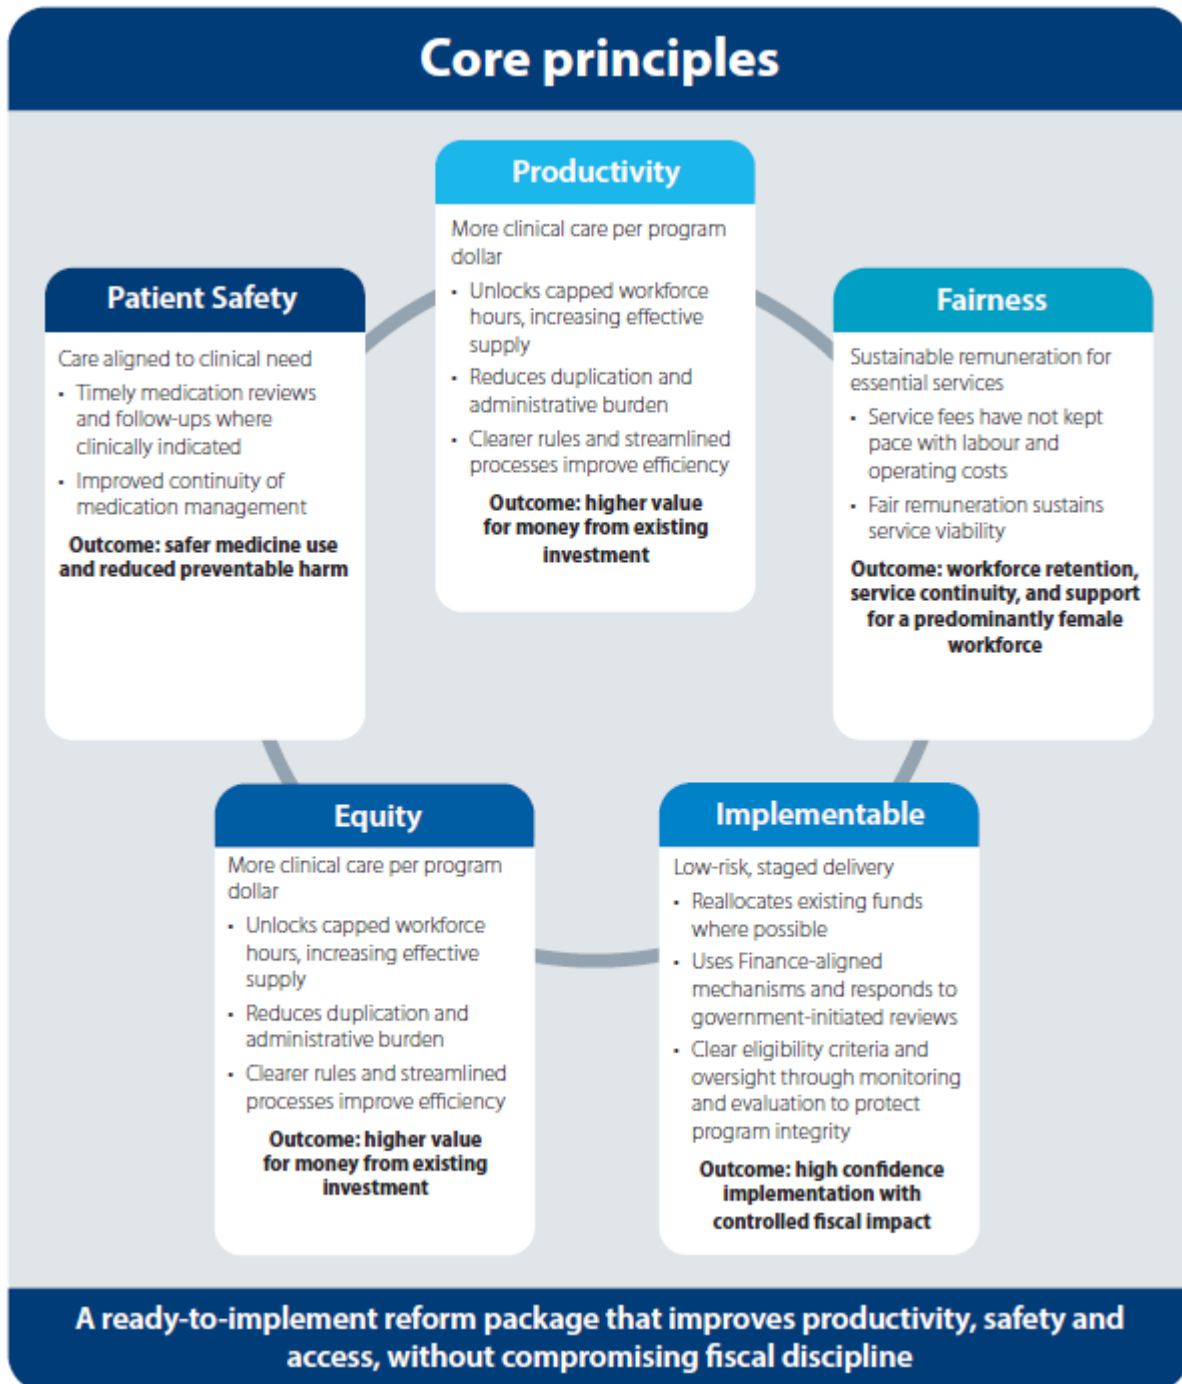 Core principles
Productivity
More clinical care per program
dollar
• Unlocks capped workforce
hours, increasing effective
supply
• Reduces duplication and
administrative burden
• Clearer rules and streamlined
processes improve efficiency
Outcome: higher value
for money from existing
investment
Patient Safety
Care aligned to clinical need
• Timely medication reviews
and follow-ups where
clinically indicated
• Improved continuity of
medication management
Outcome: safer medicine use
and reduced preventable harm
Fairness
Sustainable remuneration for
essential services
• Service fees have not kept
pace with labour and
operating costs
• Fair remuneration sustains
service viability
Outcome: workforce retention,
service continuity, and support
for a predominantly female
workforce
Equity
More clinical care per program
dollar
• Unlocks capped workforce
hours, increasing effective
supply
• Reduces duplication and
administrative burden
• Clearer rules and streamlined
processes improve efficiency
Outcome: higher value
for money from existing
investment
Implementable
Low-risk, staged delivery
• Reallocates existing funds
where possible
• Uses Finance-aligned
mechanisms and responds to
government-initiated reviews
• Clear eligibility criteria and
oversight through monitoring
and evaluation to protect
program integrity
Outcome: high confidence
implementation with
controlled fiscal impact
A ready-to-implement reform package that improves productivity, safety and
access, without compromising fiscal discipline